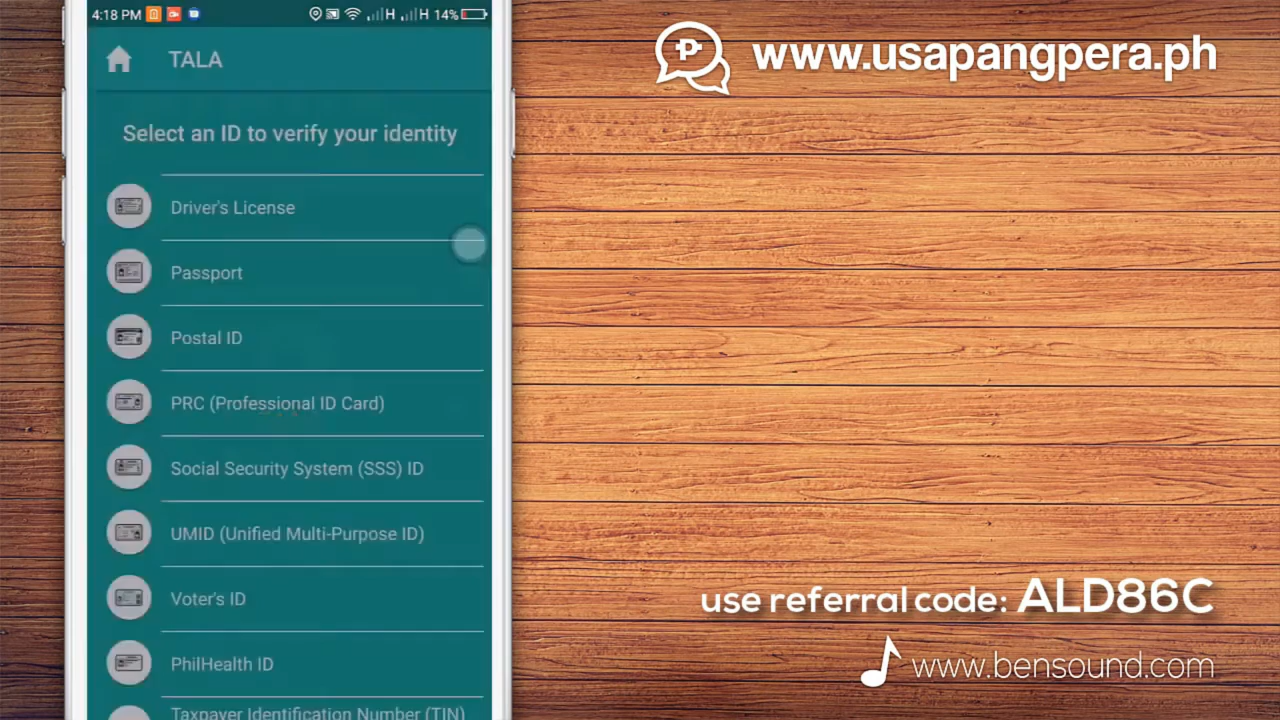 4:18 PM
H
H 14%
TALA
Select an ID to verify your identity
Driver's License
Passport
Postal ID
PRC (Professional ID Card)
Social Security System (SSS) ID
UMID (Unified Multi-Purpose ID)
Voter's ID
PhilHealth ID
Taxpayer Identification Number (TIN)
www.usapangpera.ph
use referral code: ALD86C
www.bensound.com